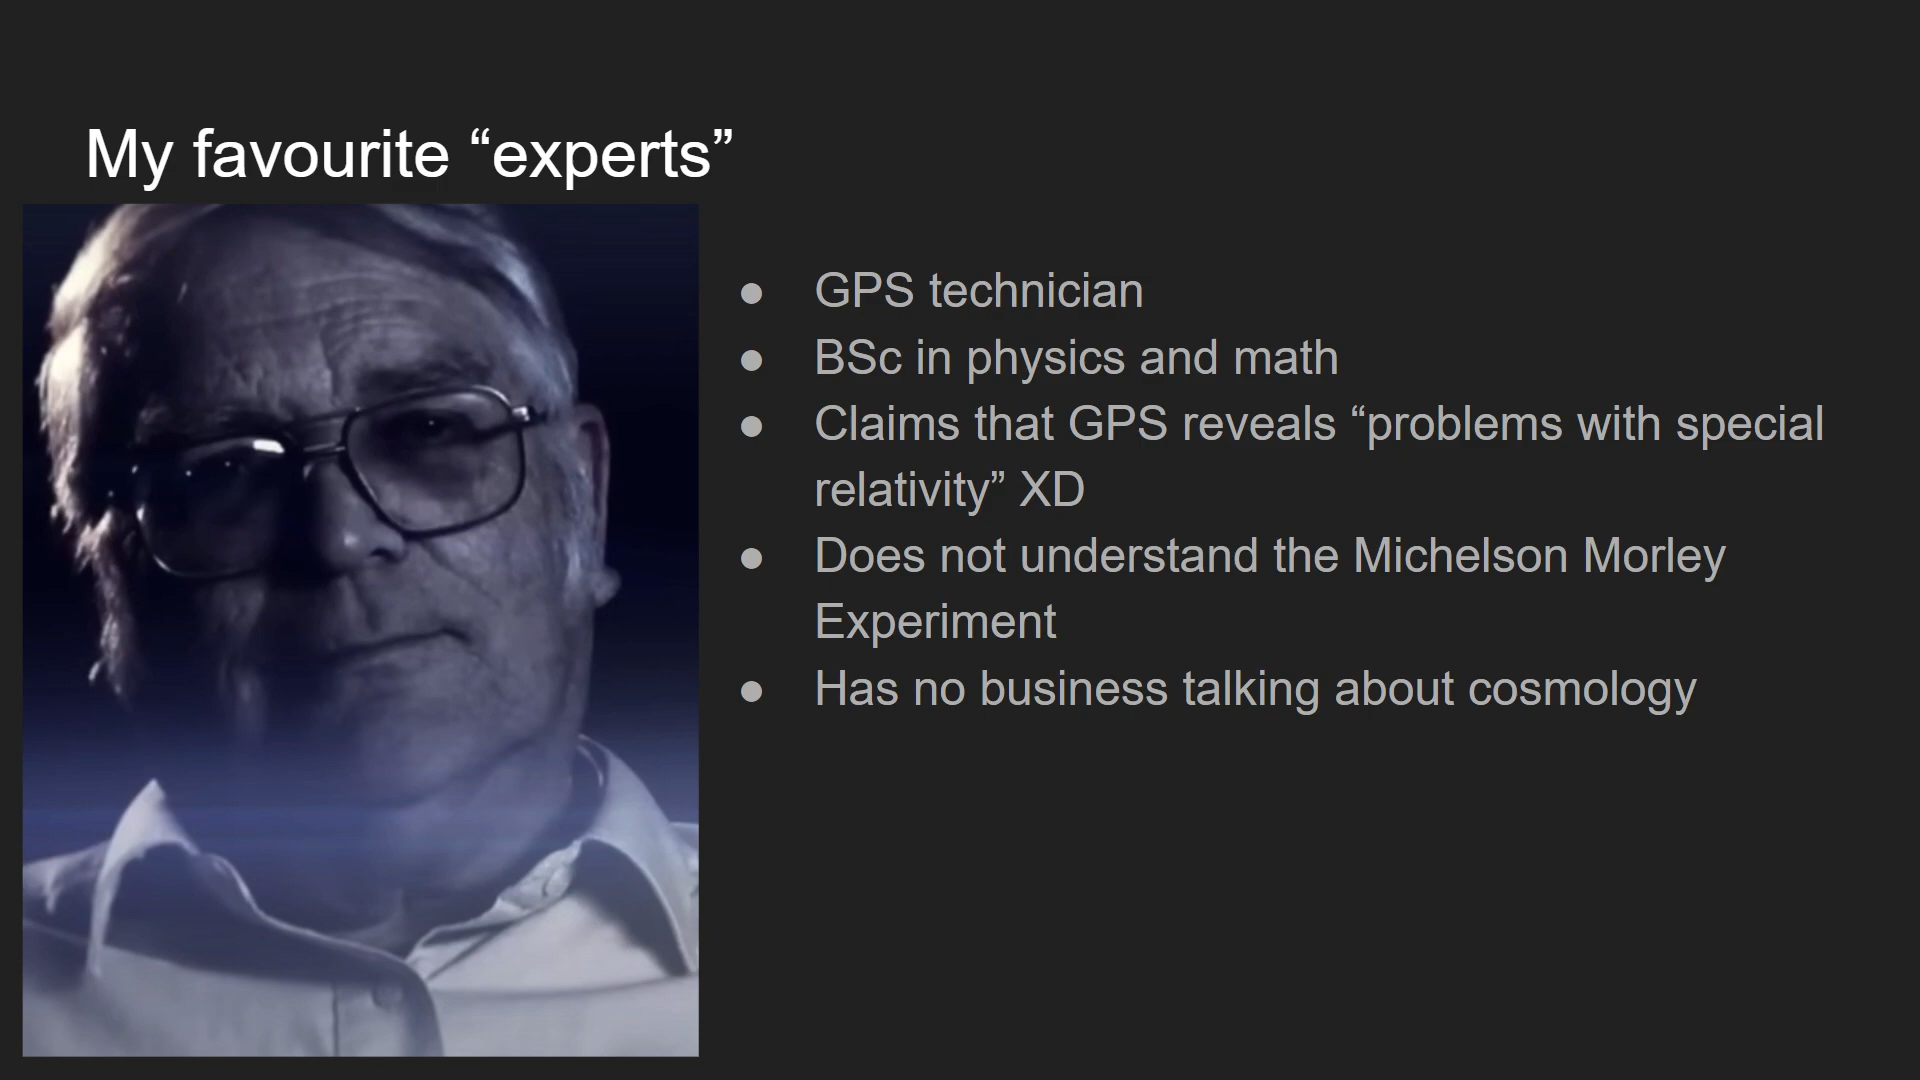 My favourite “experts”
● GPS technician
● BSc in physics and math
● Claims that GPS reveals “problems with special
relativity” XD
● Does not understand the Michelson Morley
Experiment
● Has no business talking about cosmology